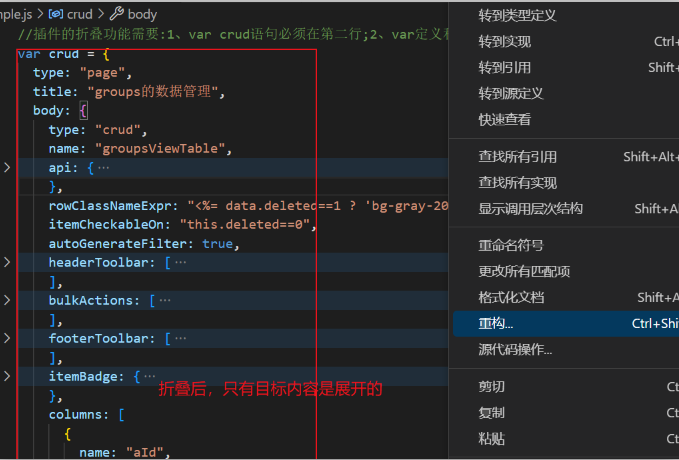 mple.js > crud > body
//插件的折叠功能需要:1、var crud语句必须在第二行;2、var定义
var crud = {
type: "page",
title: "groups的数据管理",
body: {
type: "crud",
name: "groupsViewTable",
api: {…
},
rowClassNameExpr: "<%= data.deleted==1 ? 'bg-gray-20
itemCheckableOn: "this.deleted==0",
autoGenerateFilter: true,
headerToolbar: […
],
bulkActions: […
],
footerToolbar: […
],
itemBadge: {…
},
折叠后，只有目标内容是展开的
columns: [
{
name: "aId",
转到类型定义
转到实现 Ctrl+
转到引用 Shift+
转到源定义
快速查看
查找所有引用 Shift+Alt+
查找所有实现
显示调用层次结构 Shift+Al
重命名符号
更改所有匹配项
格式化文档 Shift+A
重构... Ctrl+Shi
源代码操作...
剪切 Ct
复制 Ct
粘贴 Ct